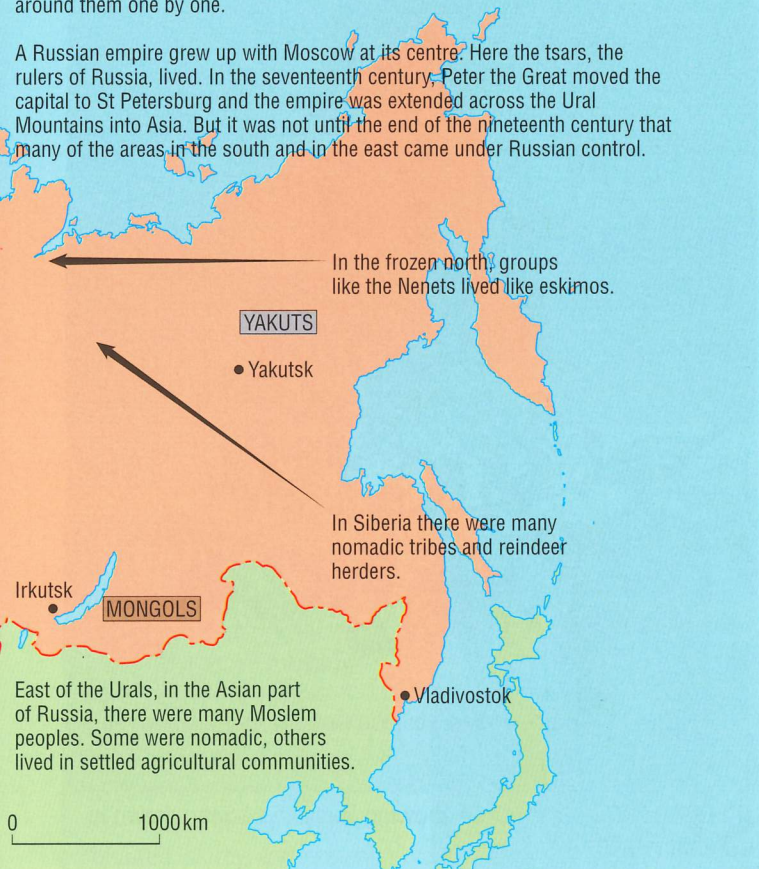 around them one by one.
A Russian empire grew up with Moscow at its centre. Here the tsars, the
rulers of Russia, lived. In the seventeenth century, Peter the Great moved the
capital to St Petersburg and the empire was extended across the Ural
Mountains into Asia. But it was not until the end of the nineteenth century that
many of the areas in the south and in the east came under Russian control.
In the frozen north, groups
like the Nenets lived like eskimos.
YAKUTS
Yakutsk
In Siberia there were many
nomadic tribes and reindeer
herders.
Irkutsk
MONGOLS
Vladivostok
East of the Urals, in the Asian part
of Russia, there were many Moslem
peoples. Some were nomadic, others
lived in settled agricultural communities.
0 1000km